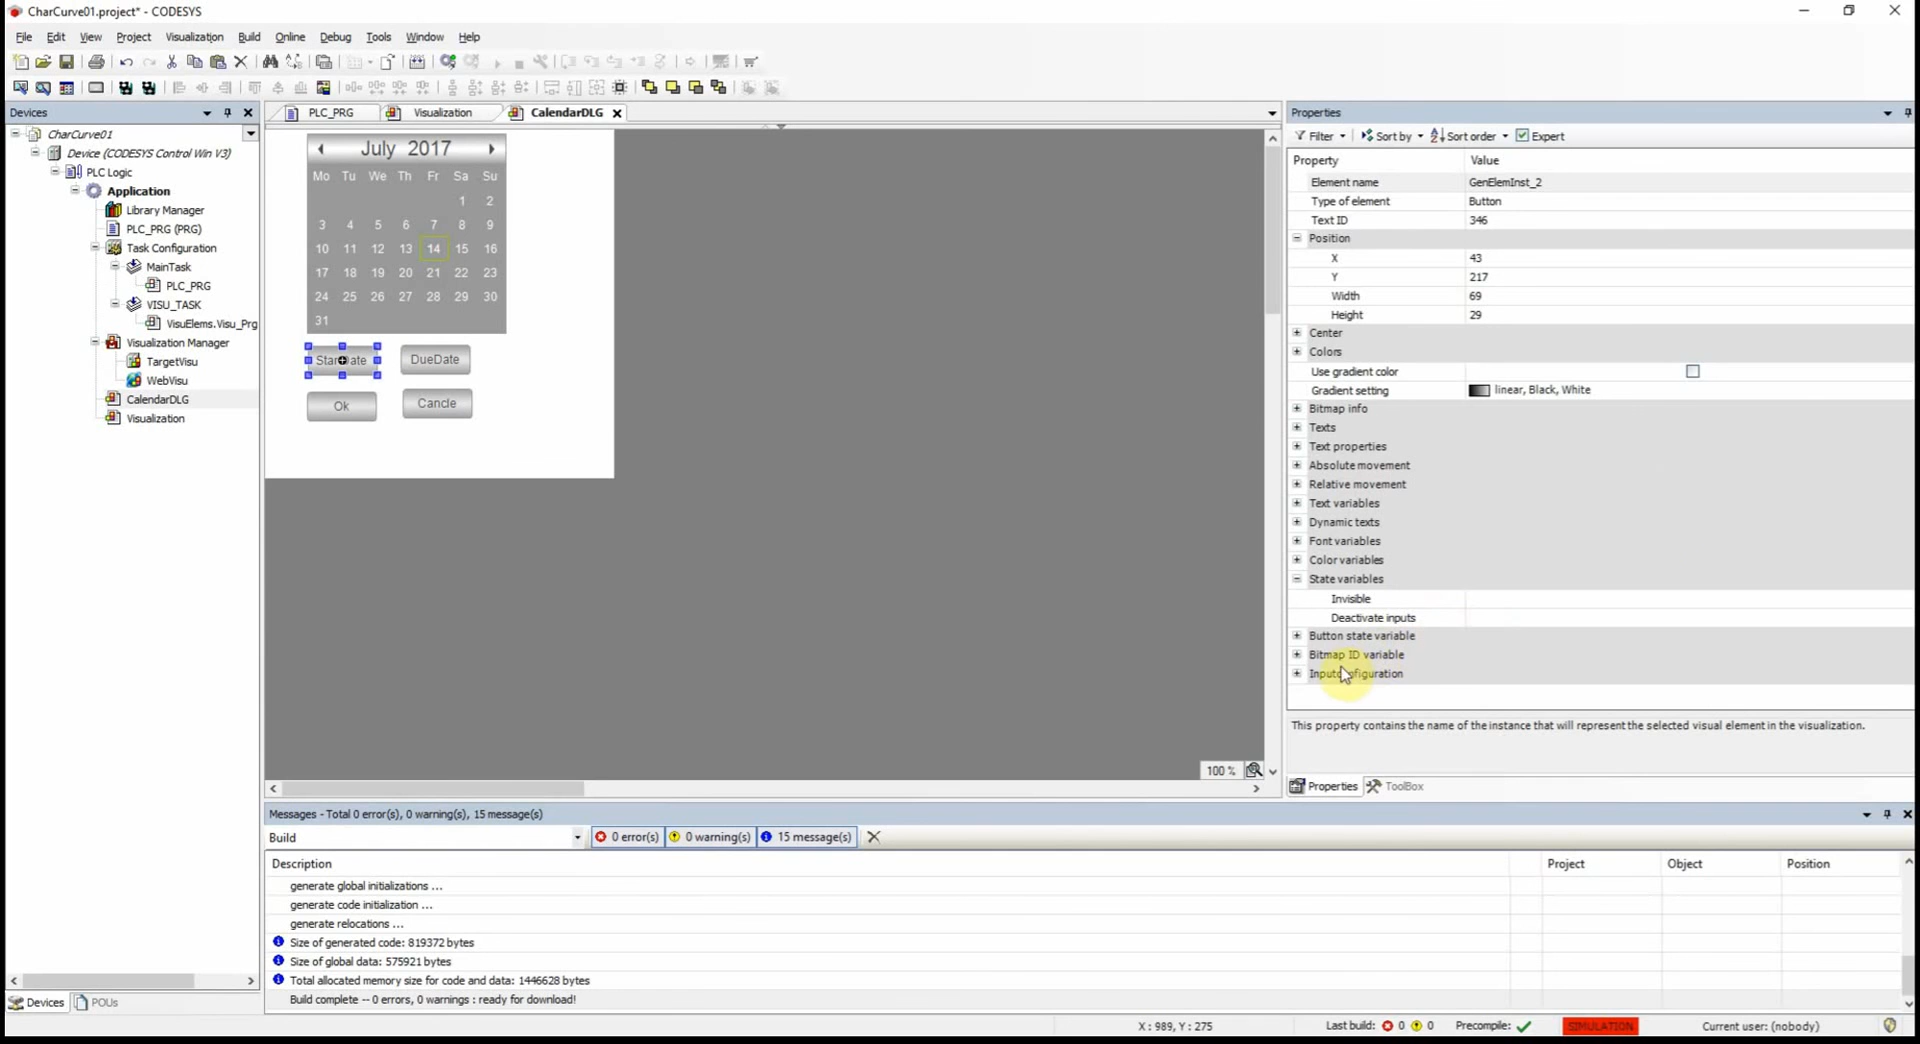 CharCurve01.project* - CODESYS
File Edit View Project Visualization Build Online Debug Tools Window Help
Devices
CharCurve01
Device (CODESYS Control Win V3)
PLC Logic
Application
Library Manager
PLC_PRG (PRG)
Task Configuration
MainTask
PLC_PRG
VISU_TASK
VisuElems.Visu_Prg
Visualization Manager
TargetVisu
WebVisu
CalendarDLG
Visualization
Devices POUs
PLC_PRG Visualization CalendarDLG
July 2017
Mo Tu We Th Fr Sa Su
1 2
3 4 5 6 7 8 9
10 11 12 13 14 15 16
17 18 19 20 21 22 23
24 25 26 27 28 29 30
31
DueDate
Ok Cancle
100 %
Properties
Filter Sort by Sort order Expert
Property Value
Element name GenElemInst_2
Type of element Button
Text ID 346
Position
X 43
Y 217
Width 69
Height 29
Center
Colors
Use gradient color
Gradient setting linear, Black, White
Bitmap info
Texts
Text properties
Absolute movement
Relative movement
Text variables
Dynamic texts
Font variables
Color variables
State variables
Invisible
Deactivate inputs
Button state variable
Bitmap ID variable
This property contains the name of the instance that will represent the selected visual element in the visualization.
Properties ToolBox
Messages - Total 0 error(s), 0 warning(s), 15 message(s)
Build 0 error(s) 0 warning(s) 15 message(s)
Description Project Object Position
generate global initializations ...
generate code initialization ...
generate relocations ...
Size of generated code: 819372 bytes
Size of global data: 575921 bytes
Total allocated memory size for code and data: 1446628 bytes
Build complete -- 0 errors, 0 warnings : ready for download!
X : 989, Y : 275 Last build: 0 0 Precompile: SIMULATION Current user: (nobody)